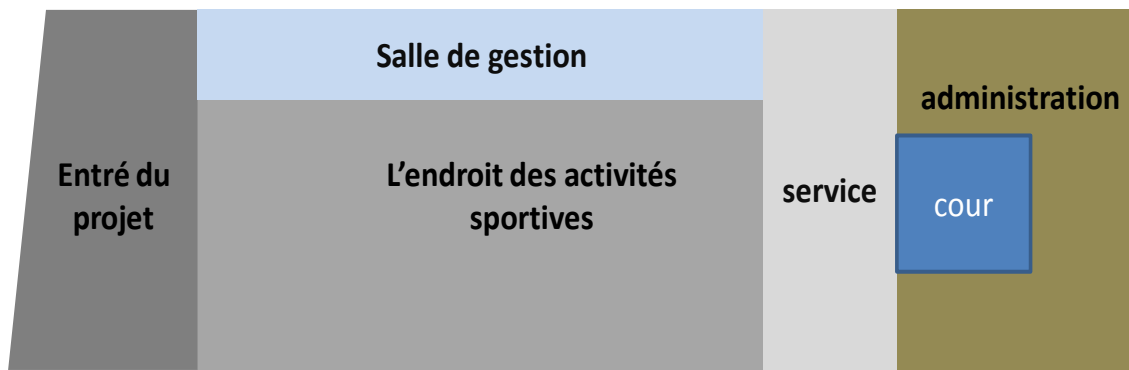 Salle de gestion
administration
Entré du
projet
L'endroit des activités
sportives
service
cour